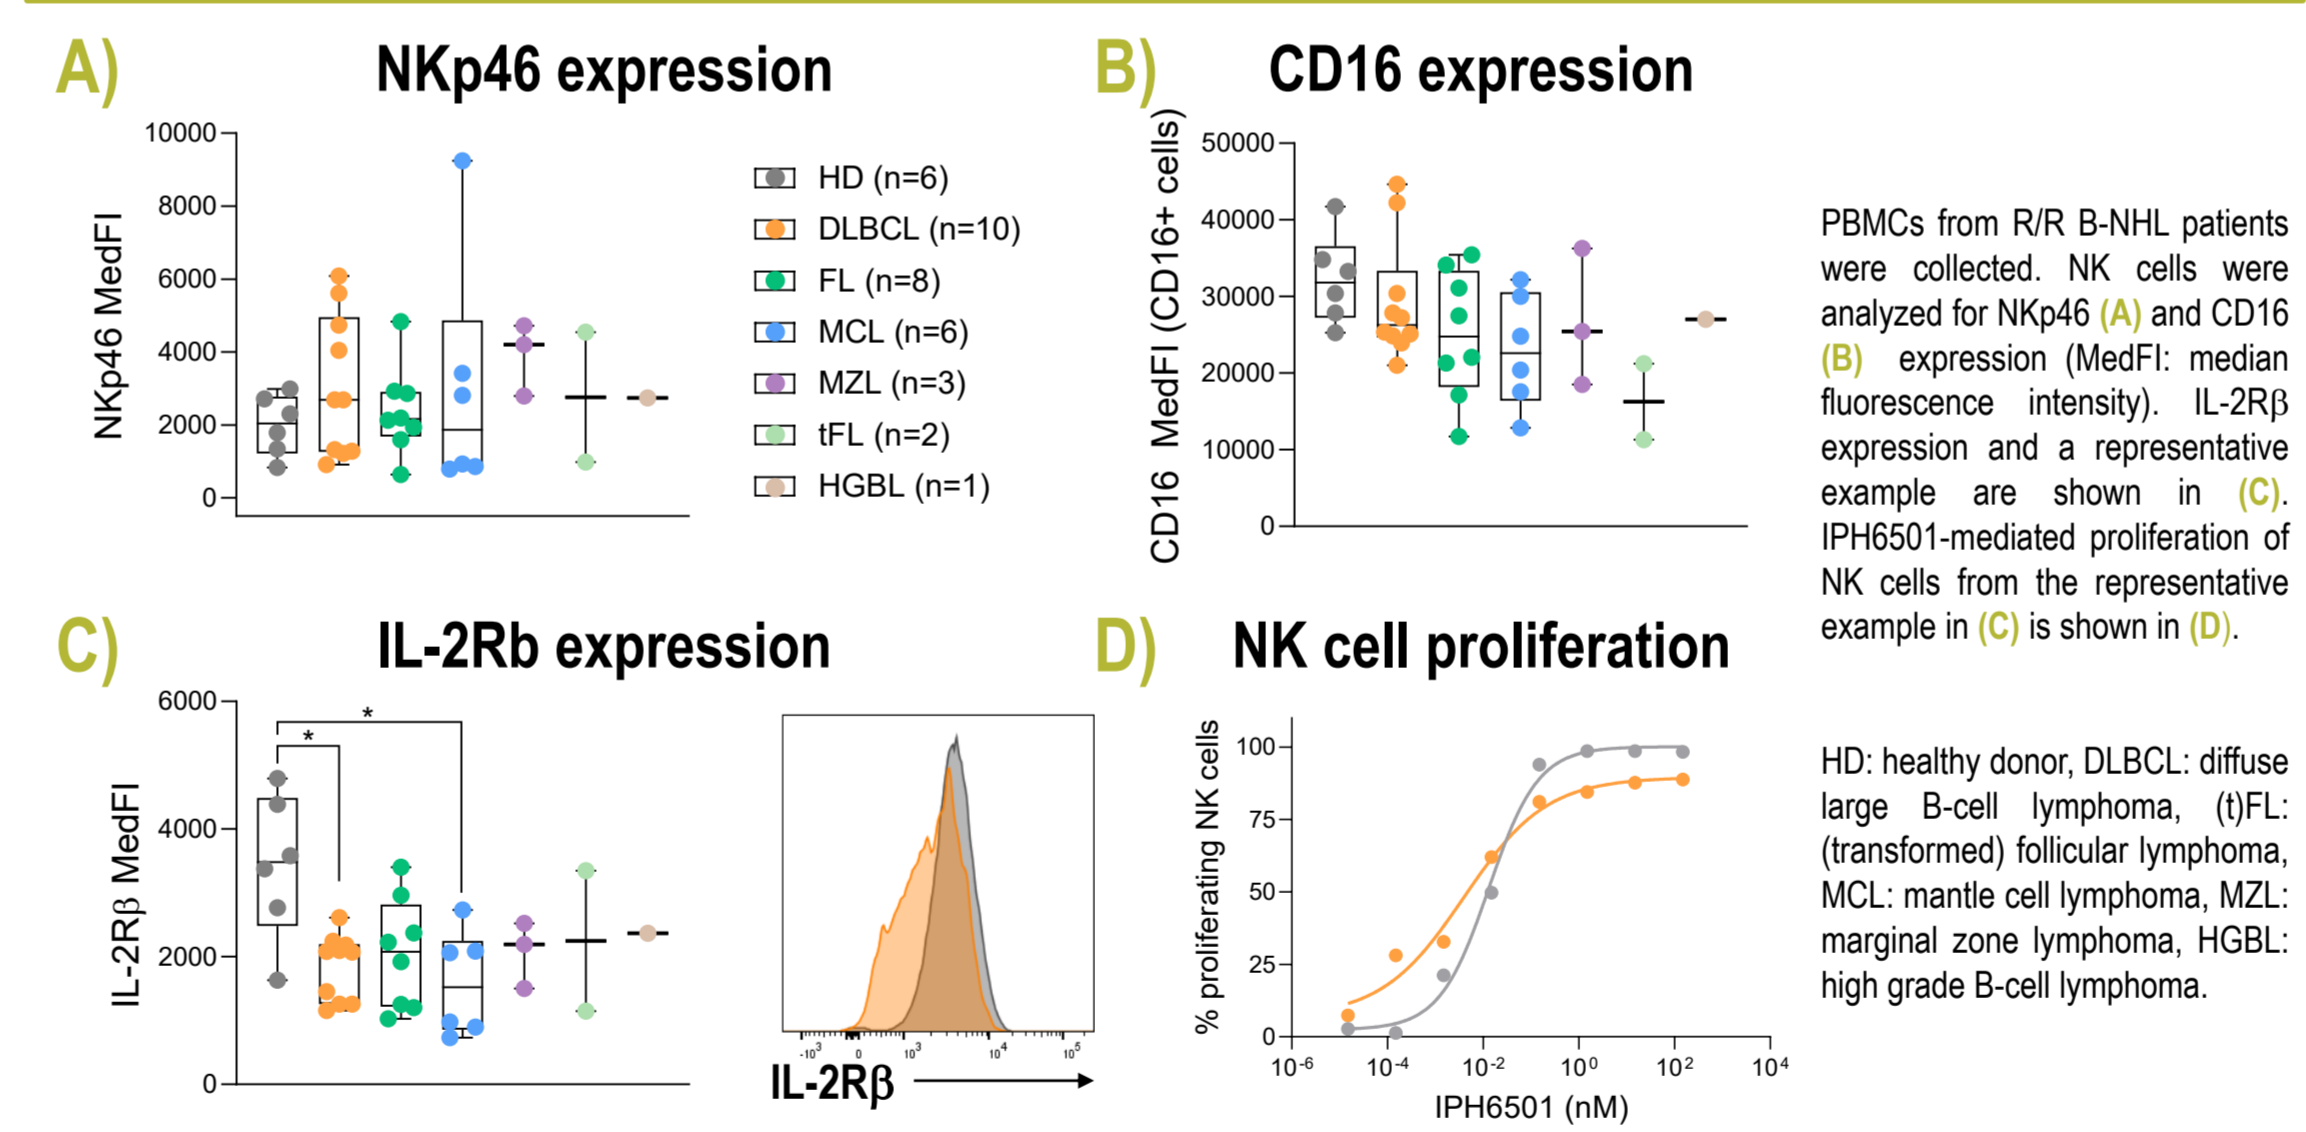 A) NKp46 expression
NKp46 MedFI
10000
8000
6000
4000
2000
0
HD (n=6)
DLBCL (n=10)
FL (n=8)
MCL (n=6)
MZL (n=3)
tFL (n=2)
HGBL (n=1)
B) CD16 expression
CD16 MedFI (CD16+ cells)
50000
40000
30000
20000
10000
0
PBMCs from R/R B-NHL patients
were collected. NK cells were
analyzed for NKp46 (A) and CD16
(B) expression (MedFI: median
fluorescence intensity). IL-2Rβ
expression and a representative
example are shown in (C).
IPH6501-mediated proliferation of
NK cells from the representative
example in (C) is shown in (D).
C) IL-2Rb expression
IL-2Rβ MedFI
6000
4000
2000
0
*
*
-10³ 0 10³ 10⁴ 10⁵
IL-2Rβ
D) NK cell proliferation
% proliferating NK cells
100
75
50
25
0
10⁻⁶ 10⁻⁴ 10⁻² 10⁰ 10² 10⁴
IPH6501 (nM)
HD: healthy donor, DLBCL: diffuse
large B-cell lymphoma, (t)FL:
(transformed) follicular lymphoma,
MCL: mantle cell lymphoma, MZL:
marginal zone lymphoma, HGBL:
high grade B-cell lymphoma.